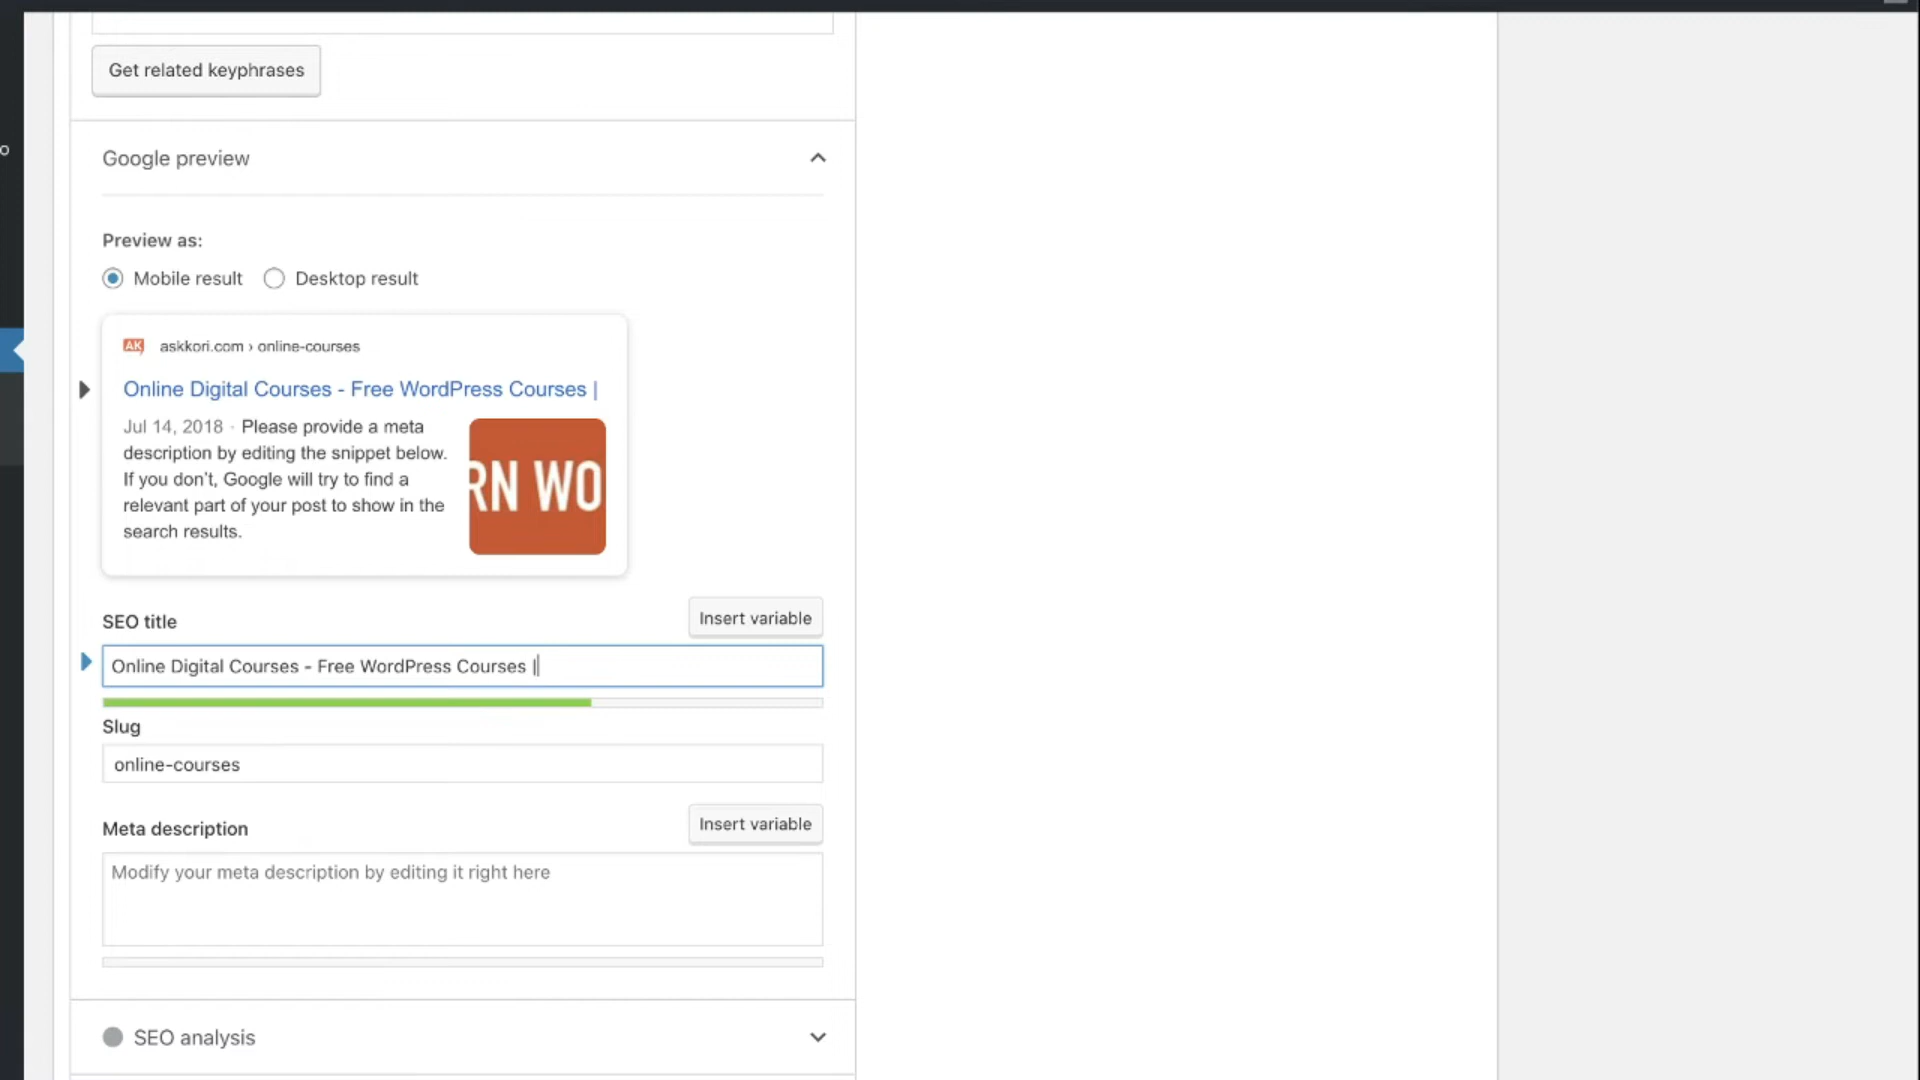 Get related keyphrases
o
Google preview
Preview as:
Mobile result
Desktop result
AK
askkori.com › online-courses
Online Digital Courses - Free WordPress Courses |
Jul 14, 2018 · Please provide a meta
description by editing the snippet below.
If you don't, Google will try to find a
relevant part of your post to show in the
search results.
RN WO
SEO title
Insert variable
Online Digital Courses - Free WordPress Courses |
Slug
online-courses
Meta description
Insert variable
Modify your meta description by editing it right here
SEO analysis